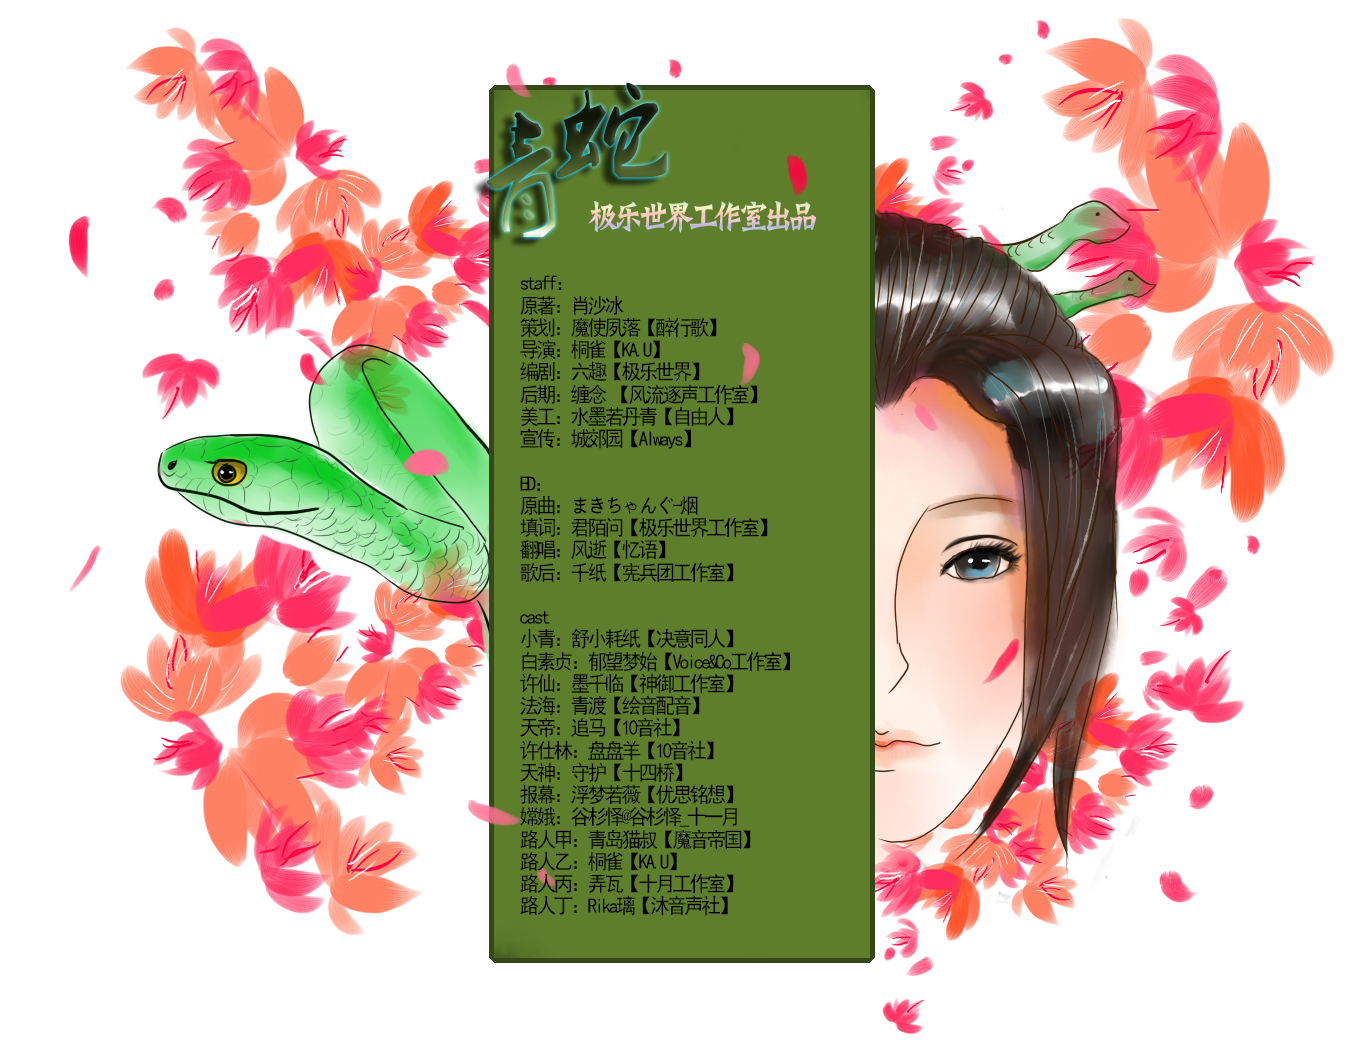 青蛇
极乐世界工作室出品
staff:
原著：肖沙冰
策划：魔使夙落【醉行歌】
导演：桐雀【KA.U】
编剧：六趣【极乐世界】
后期：缠念 【风流逐声工作室】
美工：水墨若丹青【自由人】
宣传：城郊园【Always】
ED:
原曲：まきちゃんぐ-烟
填词：君陌问【极乐世界工作室】
翻唱：风逝【忆语】
歌后：千纸【宪兵团工作室】
cast
小青：舒小耗纸【决意同人】
白素贞：郁望梦始【Voice&Co工作室】
许仙：墨千临【神御工作室】
法海：青渡【绘音配音】
天帝：追马【10音社】
许仕林：盘盘羊【10音社】
天神：守护【十四桥】
报幕：浮梦若薇【优思铭想】
嫦娥：谷杉怿@谷杉怿_十一月
路人甲：青岛猫叔【魔音帝国】
路人乙：桐雀【KA.U】
路人丙：弄瓦【十月工作室】
路人丁：Rika璃【沐音声社】